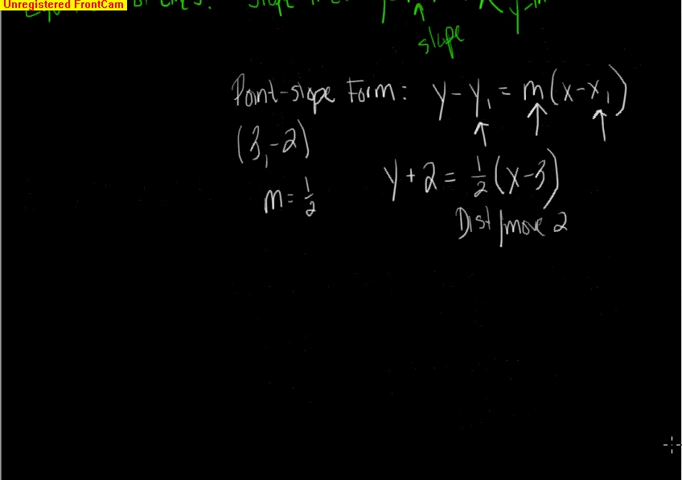 Unregistered FrontCam
slope
Point-slope Form: y - y₁ = m(x - x₁)
(3, -2)
y + 2 = 1/2 (x - 3)
m = 1/2
Dist/move 2